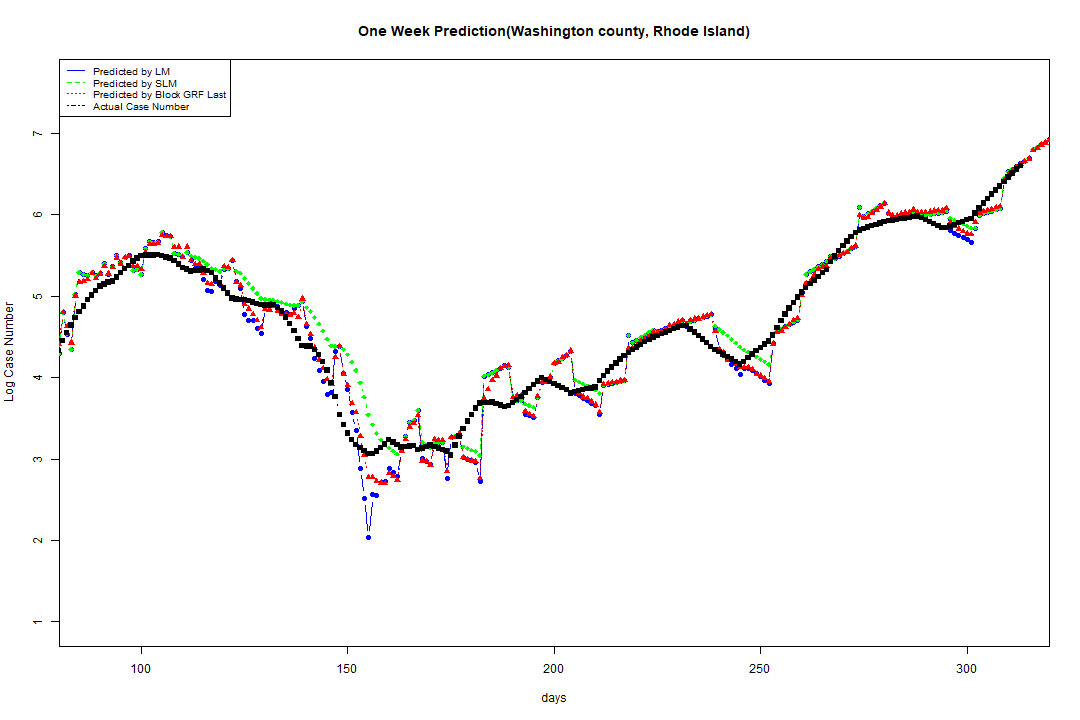 One Week Prediction(Washington county, Rhode Island)
Predicted by LM
Predicted by SLM
Predicted by Block GRF Last
Actual Case Number
7
6
5
4
3
2
1
Log Case Number
100 150 200 250 300
days